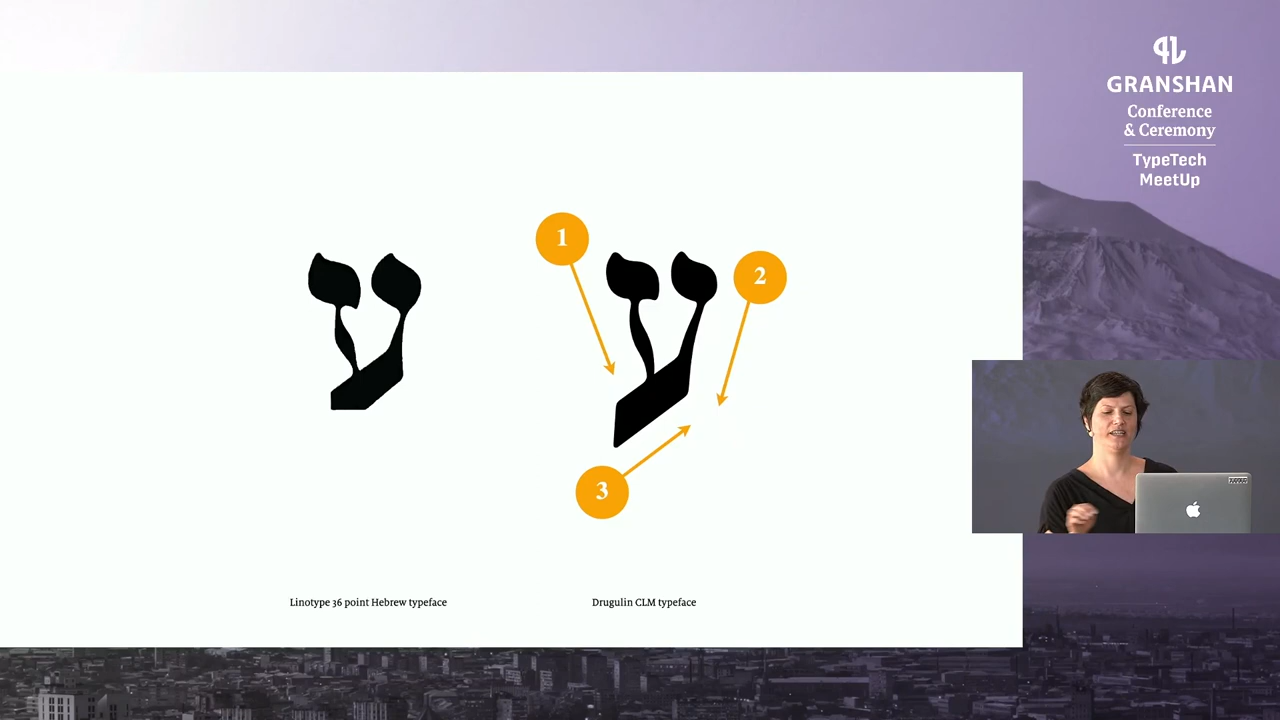 GRANSHAN
Conference
& Ceremony
TypeTech
MeetUp
1
2
ע
ע
3
Linotype 36 point Hebrew typeface
Drugulin CLM typeface